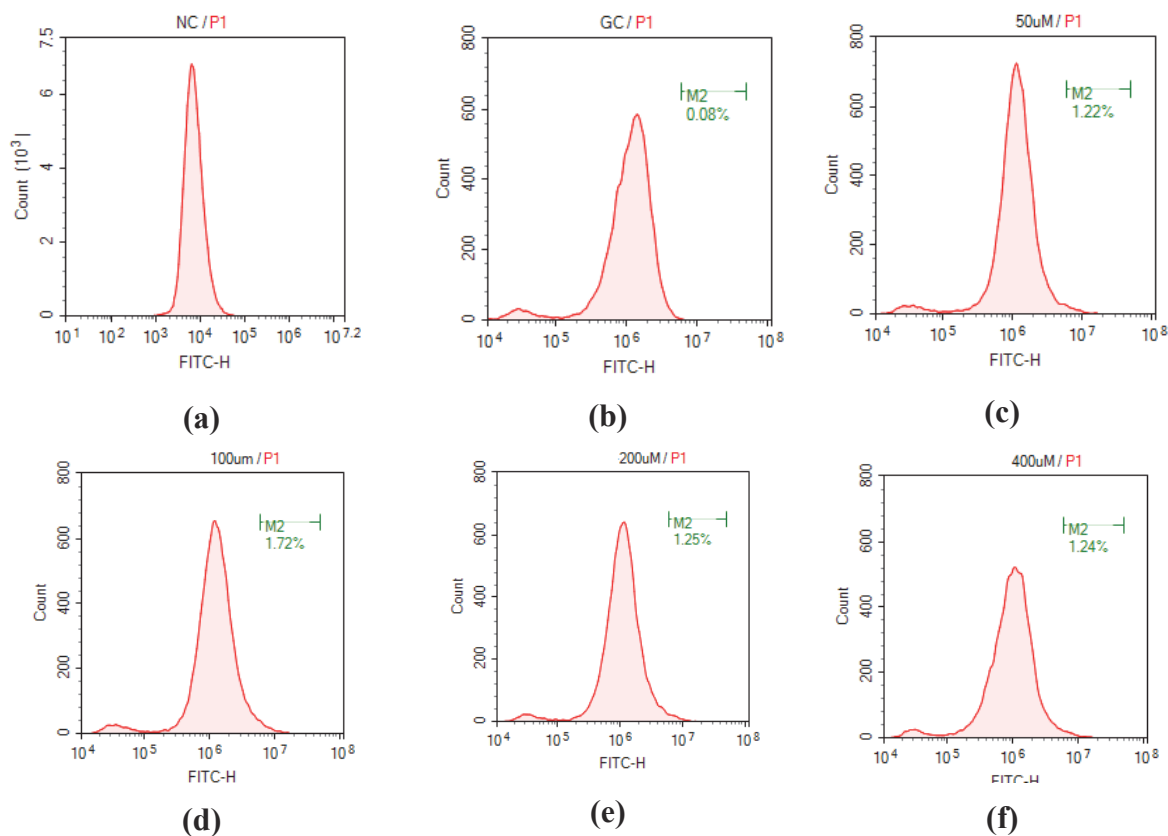 NC / P1
Count [10³]
7.5
6
4
2
0
10¹ 10² 10³ 10⁴ 10⁵ 10⁶ 10⁷·²
FITC-H
(a)
GC / P1
Count
800
600
400
200
0
M2
0.08%
10⁴ 10⁵ 10⁶ 10⁷ 10⁸
FITC-H
(b)
50uM / P1
Count
800
600
400
200
0
M2
1.22%
10⁴ 10⁵ 10⁶ 10⁷ 10⁸
FITC-H
(c)
100um / P1
Count
800
600
400
200
0
M2
1.72%
10⁴ 10⁵ 10⁶ 10⁷ 10⁸
FITC-H
(d)
200uM / P1
Count
800
600
400
200
0
M2
1.25%
10⁴ 10⁵ 10⁶ 10⁷ 10⁸
FITC-H
(e)
400uM / P1
Count
800
600
400
200
0
M2
1.24%
10⁴ 10⁵ 10⁶ 10⁷ 10⁸
FITC-H
(f)